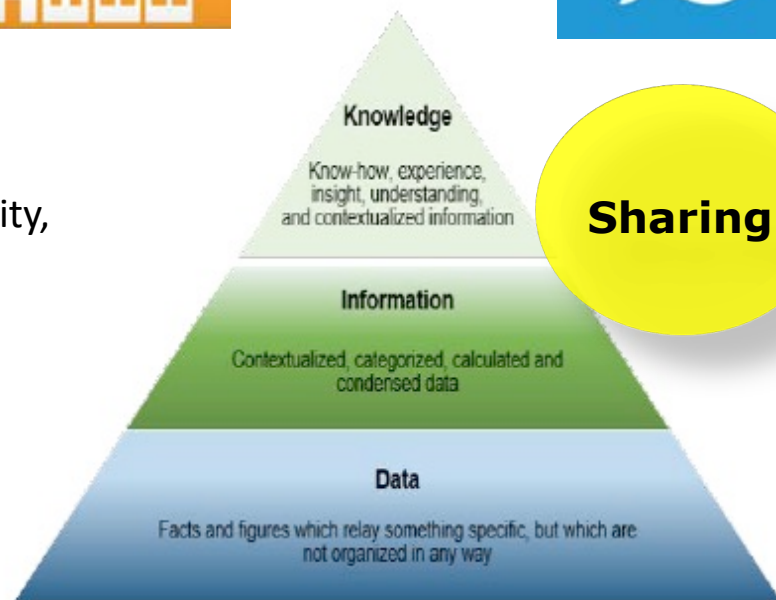 Knowledge
Know-how, experience,
insight, understanding,
and contextualized information
ity,
Sharing
Information
Contextualized, categorized, calculated and
condensed data
Data
Facts and figures which relay something specific, but which are
not organized in any way